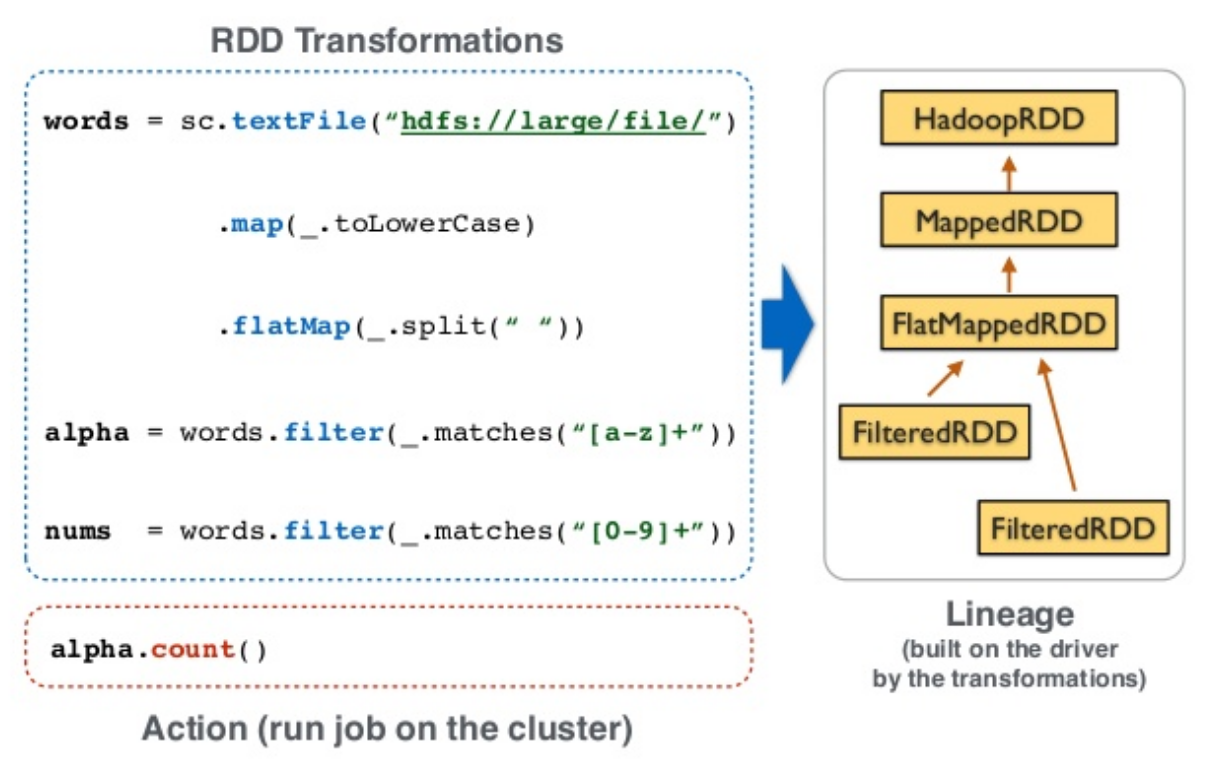 RDD Transformations
words = sc.textFile(“hdfs://large/file/”)
.map(_.toLowerCase)
.flatMap(_.split(“ “))
alpha = words.filter(_.matches(“[a-z]+”))
nums = words.filter(_.matches(“[0-9]+”))
alpha.count()
Action (run job on the cluster)
HadoopRDD
MappedRDD
FlatMappedRDD
FilteredRDD
FilteredRDD
Lineage
(built on the driver
by the transformations)